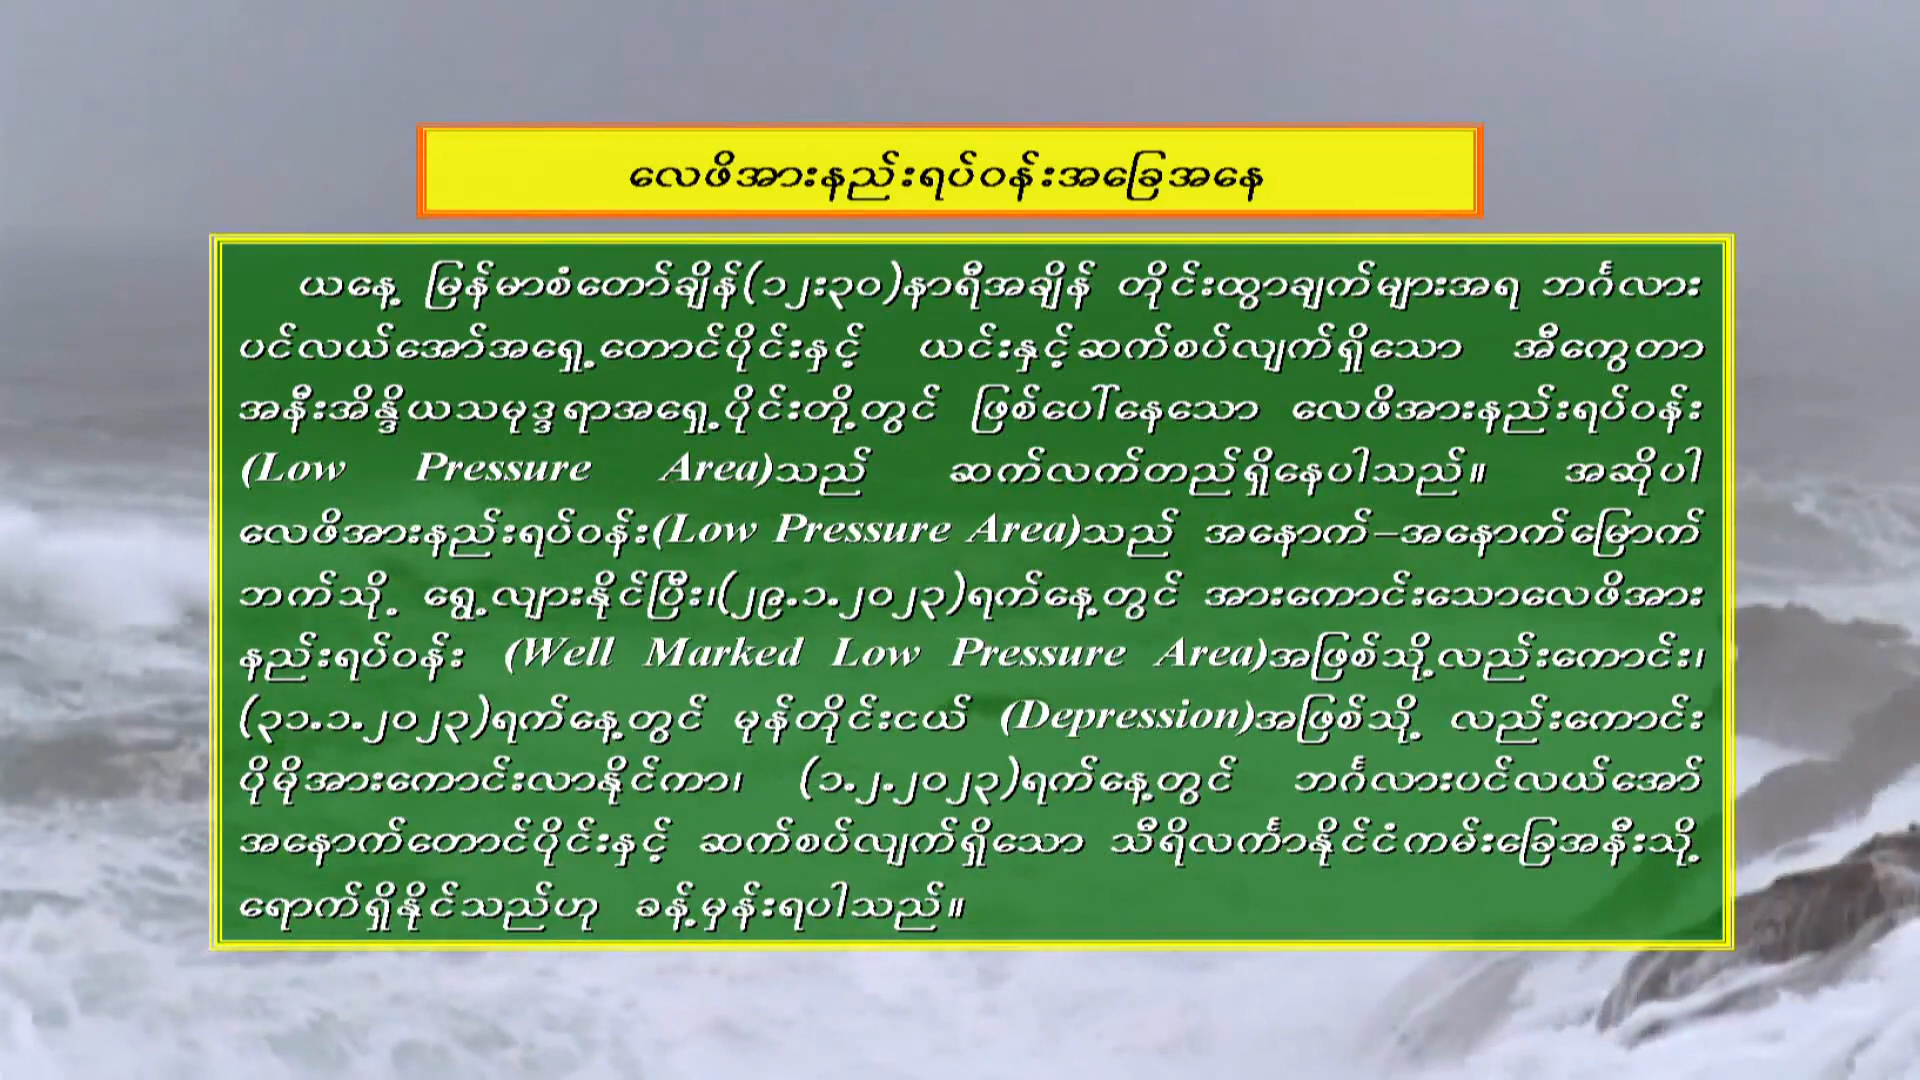 လေဖိအားနည်းရပ်ဝန်းအခြေအနေ
ယနေ့ မြန်မာစံတော်ချိန်(၁၂း၃၀)နာရီအချိန် တိုင်းထွာချက်များအရ ဘင်္ဂလား
ပင်လယ်အော်အရှေ့တောင်ပိုင်းနှင့် ယင်းနှင့်ဆက်စပ်လျက်ရှိသော အီကွေတာ
အနီးအိန္ဒိယသမုဒ္ဒရာအရှေ့ပိုင်းတို့တွင် ဖြစ်ပေါ်နေသော လေဖိအားနည်းရပ်ဝန်း
(Low Pressure Area)သည် ဆက်လက်တည်ရှိနေပါသည်။ အဆိုပါ
လေဖိအားနည်းရပ်ဝန်း(Low Pressure Area)သည် အနောက်–အနောက်မြောက်
ဘက်သို့ ရွေ့လျားနိုင်ပြီး၊(၂၉.၁.၂၀၂၃)ရက်နေ့တွင် အားကောင်းသောလေဖိအား
နည်းရပ်ဝန်း (Well Marked Low Pressure Area)အဖြစ်သို့လည်းကောင်း၊
(၃၁.၁.၂၀၂၃)ရက်နေ့တွင် မုန်တိုင်းငယ် (Depression)အဖြစ်သို့ လည်းကောင်း
ပိုမိုအားကောင်းလာနိုင်ကာ၊ (၁.၂.၂၀၂၃)ရက်နေ့တွင် ဘင်္ဂလားပင်လယ်အော်
အနောက်တောင်ပိုင်းနှင့် ဆက်စပ်လျက်ရှိသော သီရိလင်္ကာနိုင်ငံကမ်းခြေအနီးသို့
ရောက်ရှိနိုင်သည်ဟု ခန့်မှန်းရပါသည်။